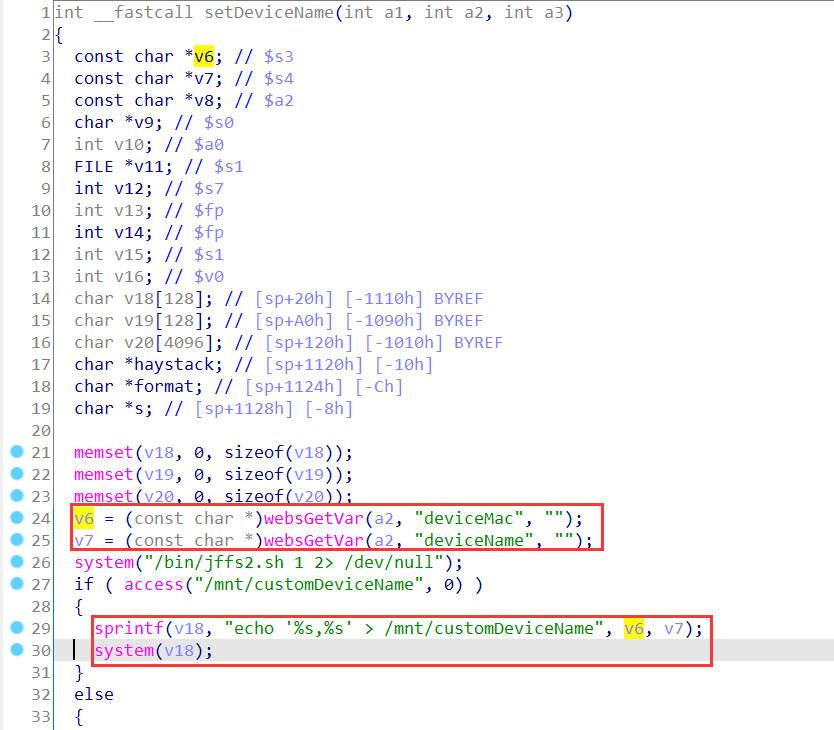 1 int __fastcall setDeviceName(int a1, int a2, int a3)
2 {
3 const char *v6; // $s3
4 const char *v7; // $s4
5 const char *v8; // $a2
6 char *v9; // $s0
7 int v10; // $a0
8 FILE *v11; // $s1
9 int v12; // $s7
10 int v13; // $fp
11 int v14; // $fp
12 int v15; // $s1
13 int v16; // $v0
14 char v18[128]; // [sp+20h] [-1110h] BYREF
15 char v19[128]; // [sp+A0h] [-1090h] BYREF
16 char v20[4096]; // [sp+120h] [-1010h] BYREF
17 char *haystack; // [sp+1120h] [-10h]
18 char *format; // [sp+1124h] [-Ch]
19 char *s; // [sp+1128h] [-8h]
20
21 memset(v18, 0, sizeof(v18));
22 memset(v19, 0, sizeof(v19));
23 memset(v20, 0, sizeof(v20));
24 v6 = (const char *)websGetVar(a2, "deviceMac", "");
25 v7 = (const char *)websGetVar(a2, "deviceName", "");
26 system("/bin/jffs2.sh 1 2> /dev/null");
27 if ( access("/mnt/customDeviceName", 0) )
28 {
29 sprintf(v18, "echo '%s,%s' > /mnt/customDeviceName", v6, v7);
30 system(v18);
31 }
32 else
33 {